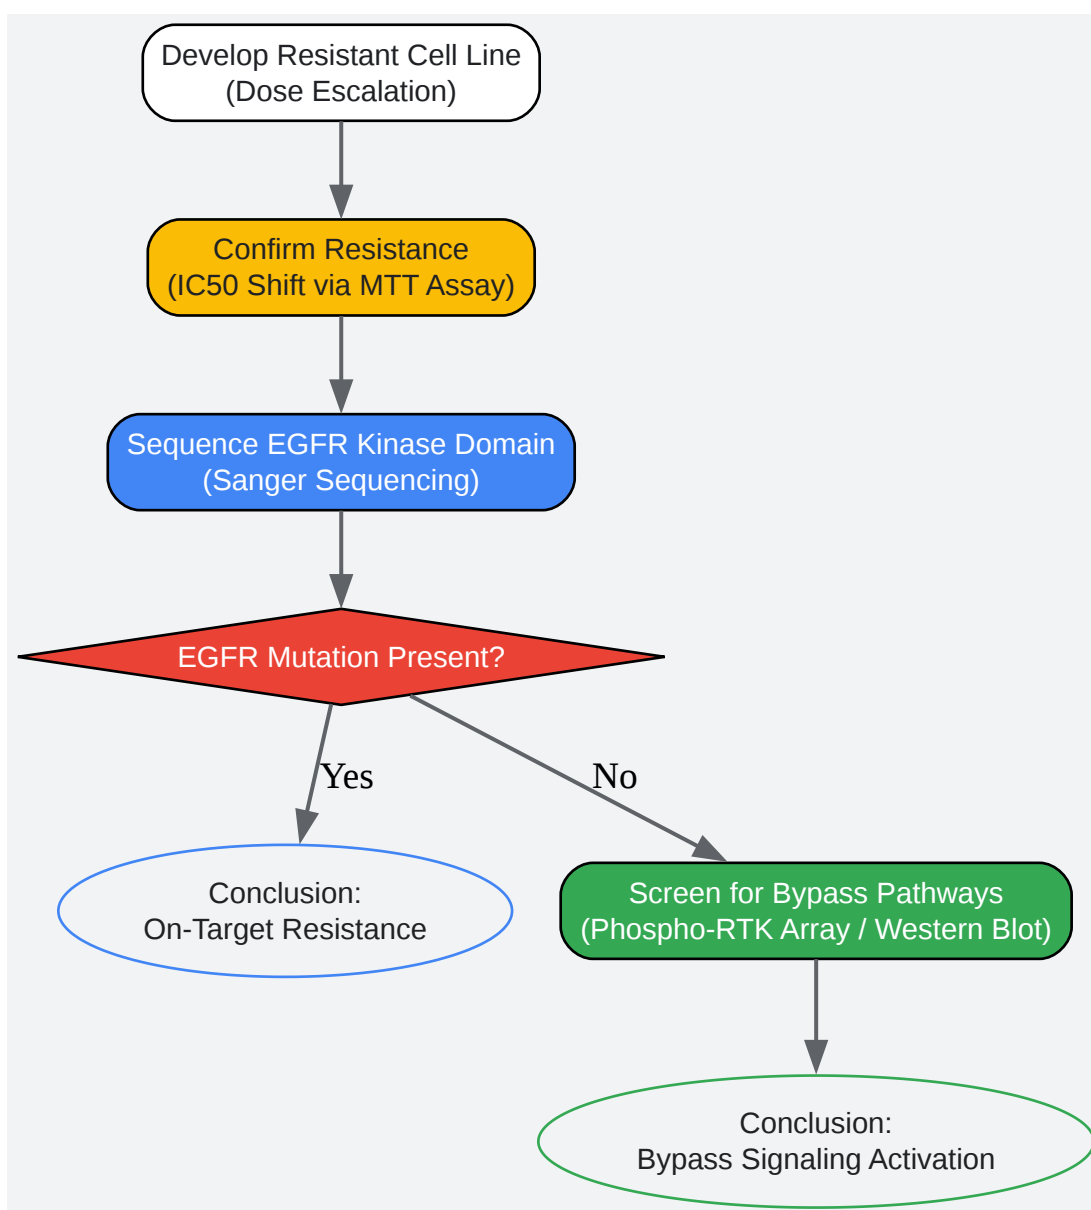 Develop Resistant Cell Line
(Dose Escalation)
Confirm Resistance
(IC50 Shift via MTT Assay)
Sequence EGFR Kinase Domain
(Sanger Sequencing)
EGFR Mutation Present?
Yes
No
Conclusion:
On-Target Resistance
Screen for Bypass Pathways
(Phospho-RTK Array / Western Blot)
Conclusion:
Bypass Signaling Activation